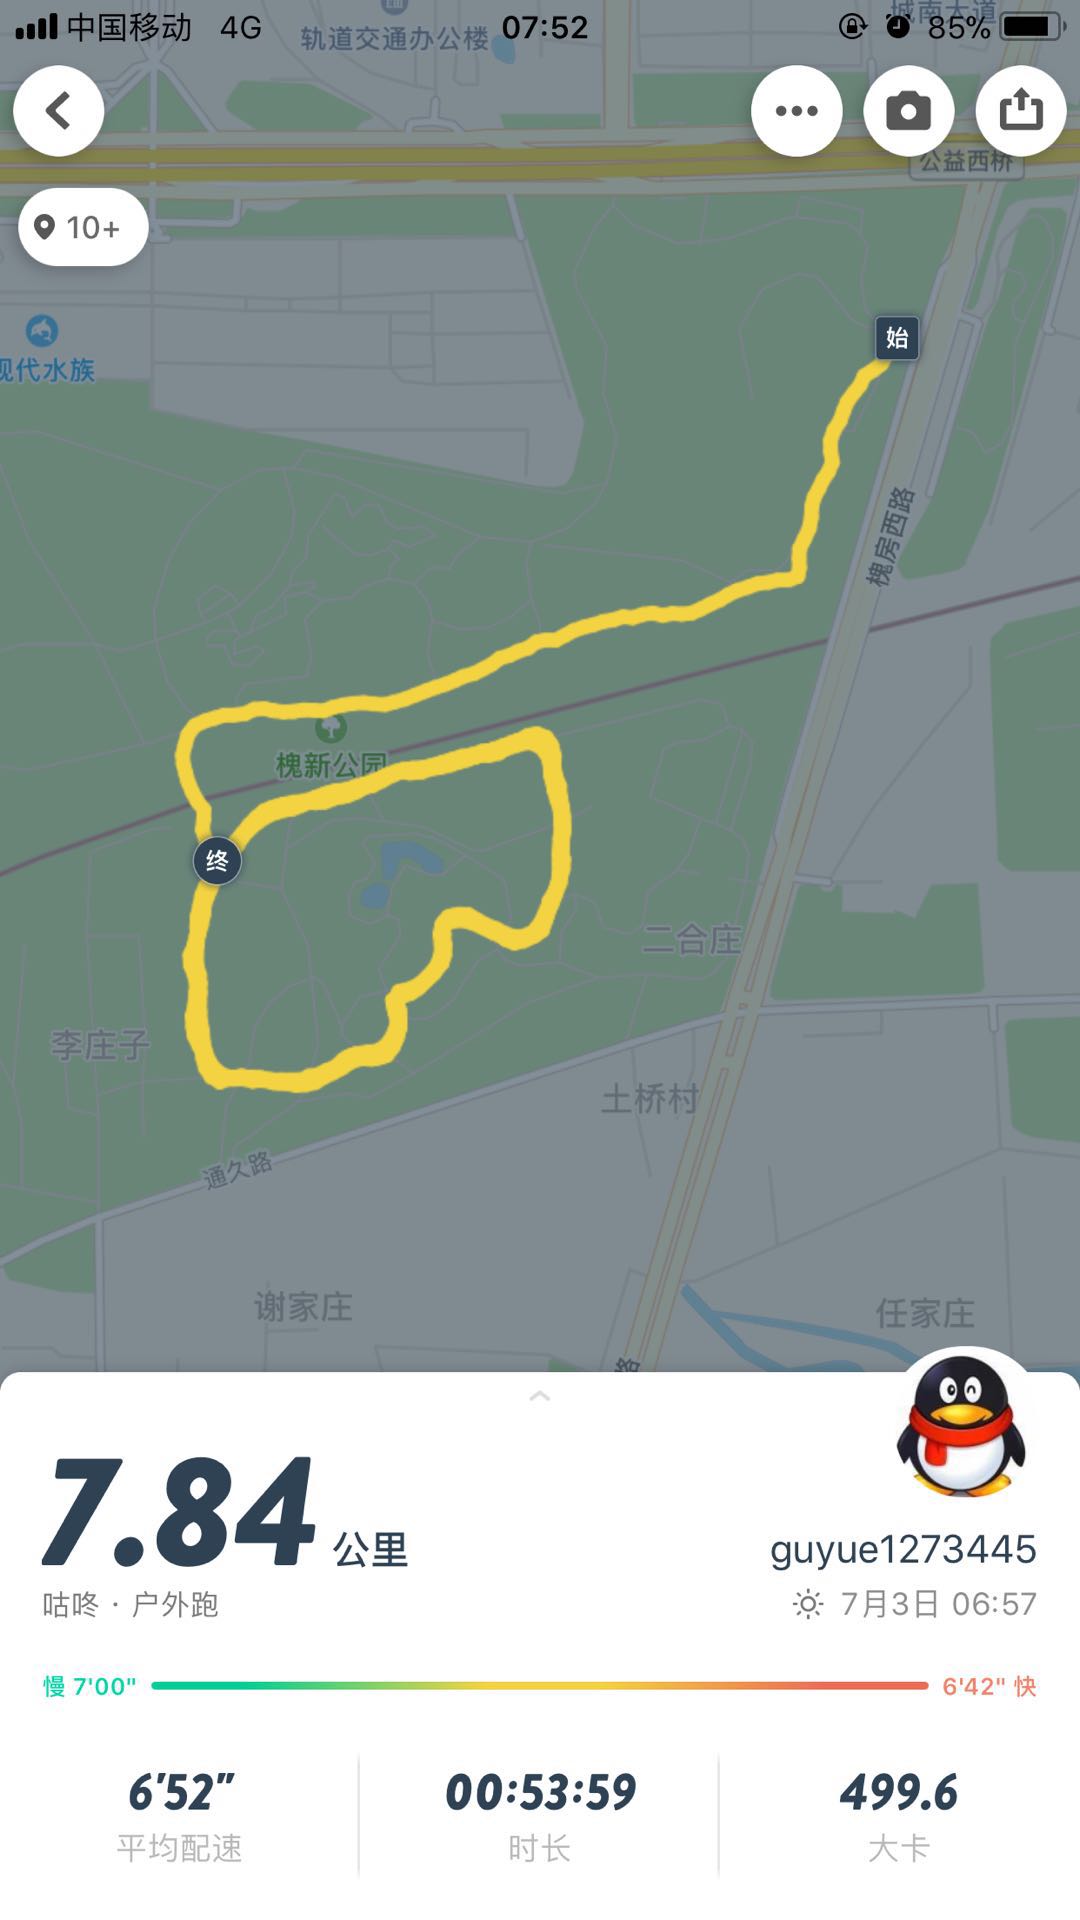 中国移动 4G 07:52 85%
城南大道
轨道交通办公楼
公益西桥
10+
现代水族
始
槐房西路
槐新公园
终
二合庄
李庄子
土桥村
通久路
谢家庄
任家庄
路
7.84 公里
guyue1273445
咕咚 · 户外跑
7月3日 06:57
慢 7'00"
6'42" 快
6'52"
00:53:59
499.6
平均配速
时长
大卡